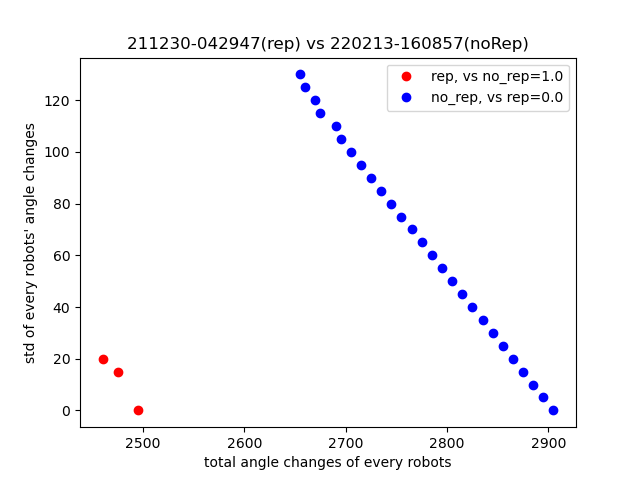 211230-042947(rep) vs 220213-160857(noRep)
rep, vs no_rep=1.0
no_rep, vs rep=0.0
std of every robots' angle changes
120
100
80
60
40
20
0
2500 2600 2700 2800 2900
total angle changes of every robots